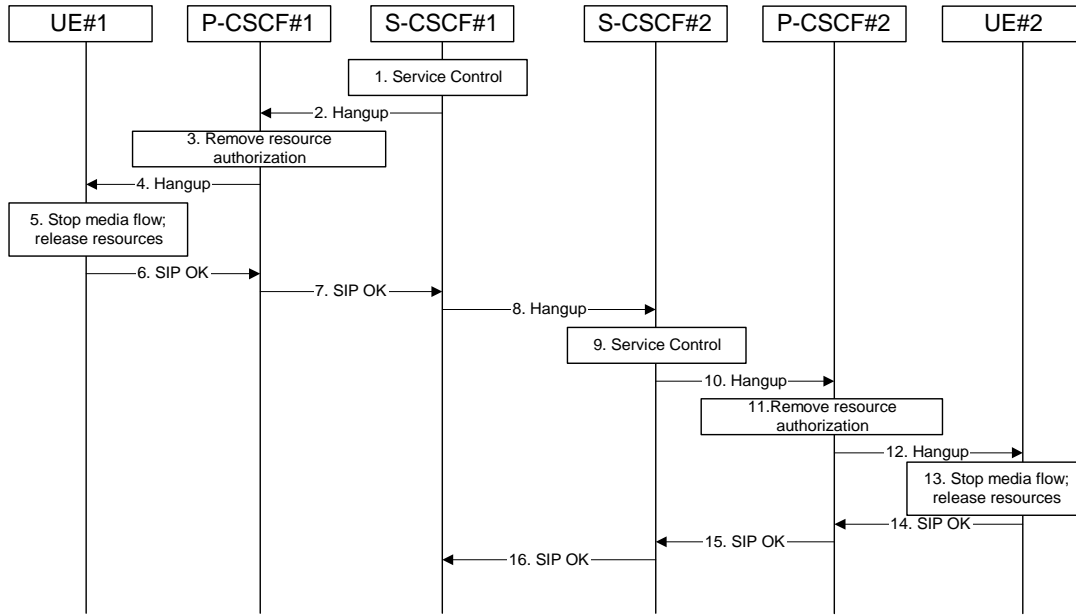 UE#1
P-CSCF#1
S-CSCF#1
S-CSCF#2
P-CSCF#2
UE#2
1. Service Control
2. Hangup
3. Remove resource
authorization
4. Hangup
5. Stop media flow;
release resources
6. SIP OK
7. SIP OK
8. Hangup
9. Service Control
10. Hangup
11.Remove resource
authorization
12. Hangup
13. Stop media flow;
release resources
14. SIP OK
15. SIP OK
16. SIP OK